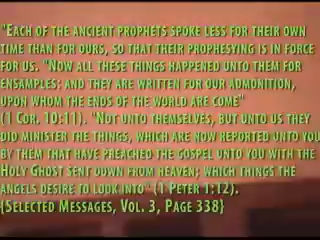 "Each of the ancient prophets spoke less for their own
time than for ours, so that their prophesying is in force
for us. "Now all these things happened unto them for
ensamples: and they are written for our admonition,
upon whom the ends of the world are come"
(1 Cor. 10:11). "Not unto themselves, but unto us they
did minister the things, which are now reported unto you
by them that have preached the gospel unto you with the
Holy Ghost sent down from heaven; which things the
angels desire to look into" (1 Peter 1:12).
{Selected Messages, Vol. 3, Page 338}